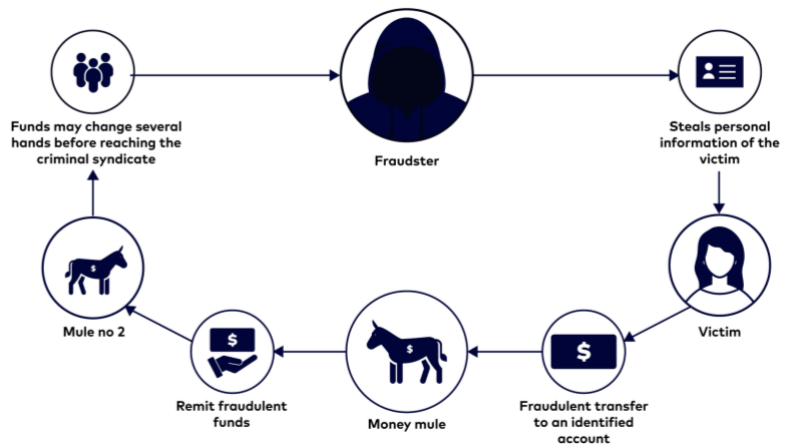 Funds may change several
hands before reaching the
criminal syndicate
Fraudster
Steals personal
information of the
victim
$
Mule no 2
$
Remit fraudulent
funds
$
Money mule
$
Fraudulent transfer
to an identified
account
Victim